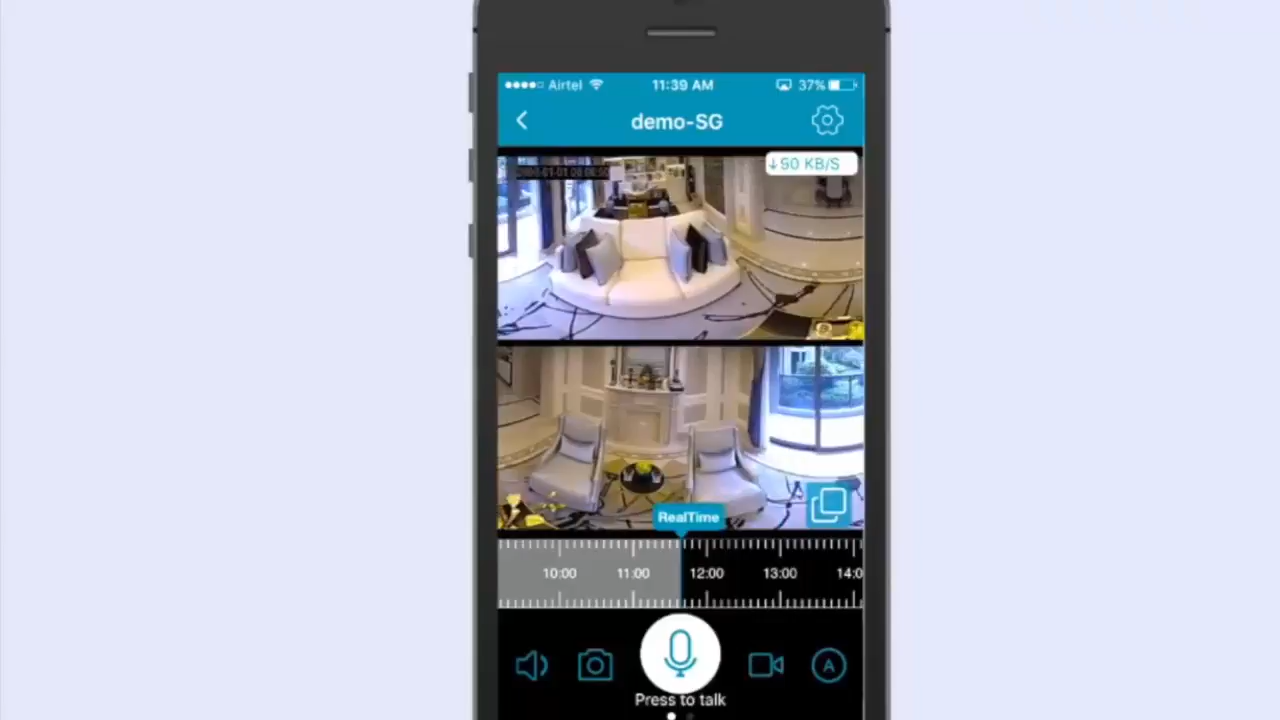 Airtel 11:39 AM 37%
demo-SG
↓90 KB/S
RealTime
10:00 11:00 12:00 13:00 14:0
A
Press to talk